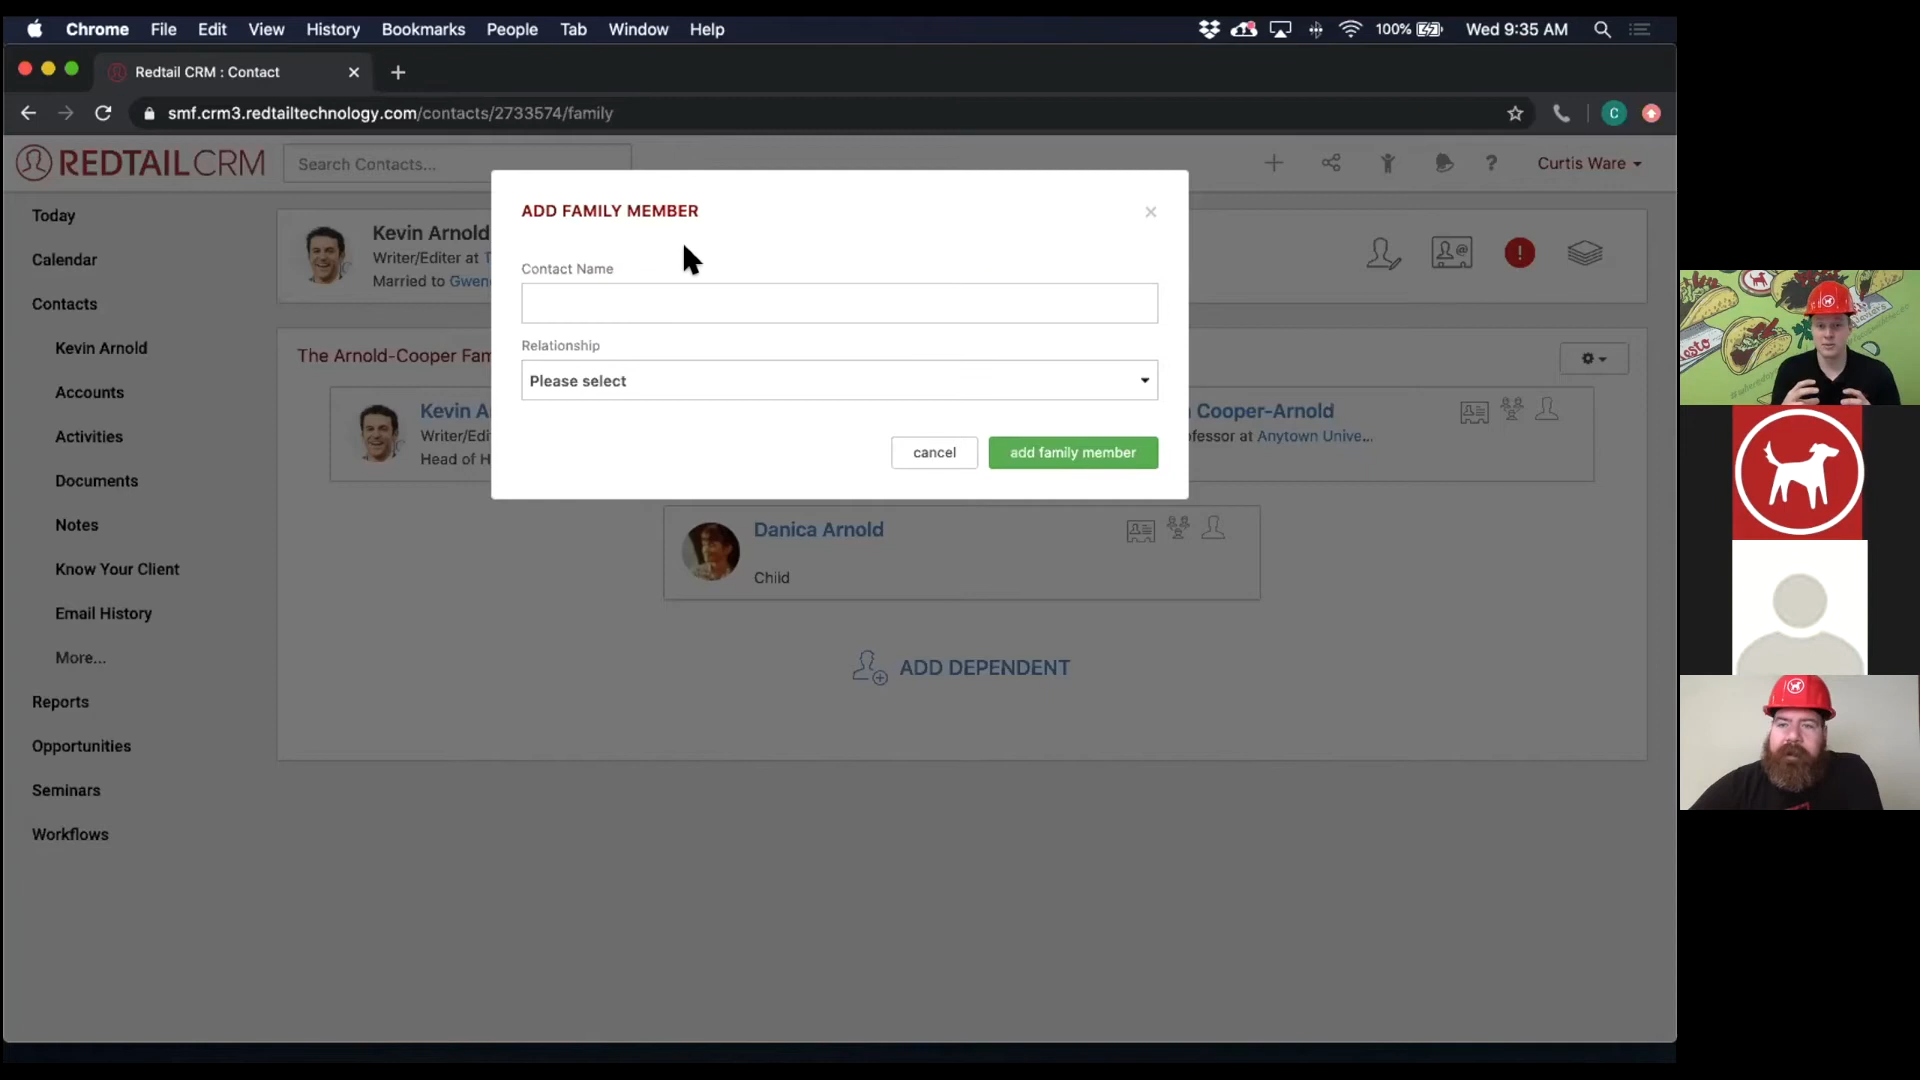 Chrome File Edit View History Bookmarks People Tab Window Help 100% Wed 9:35 AM
Redtail CRM : Contact
smf.crm3.redtailtechnology.com/contacts/2733574/family
REDTAILCRM Search Contacts... ? Curtis Ware
Today
Calendar
Contacts
Kevin Arnold
Accounts
Activities
Documents
Notes
Know Your Client
Email History
More...
Reports
Opportunities
Seminars
Workflows
Kevin Arnold
Writer/Editer at
Married to Gwen
The Arnold-Cooper Fam
ADD FAMILY MEMBER
Contact Name
Relationship
Please select
cancel add family member
Kevin A
Writer/Edi
Head of H
Cooper-Arnold
fessor at Anytown Unive...
Danica Arnold
Child
ADD DEPENDENT